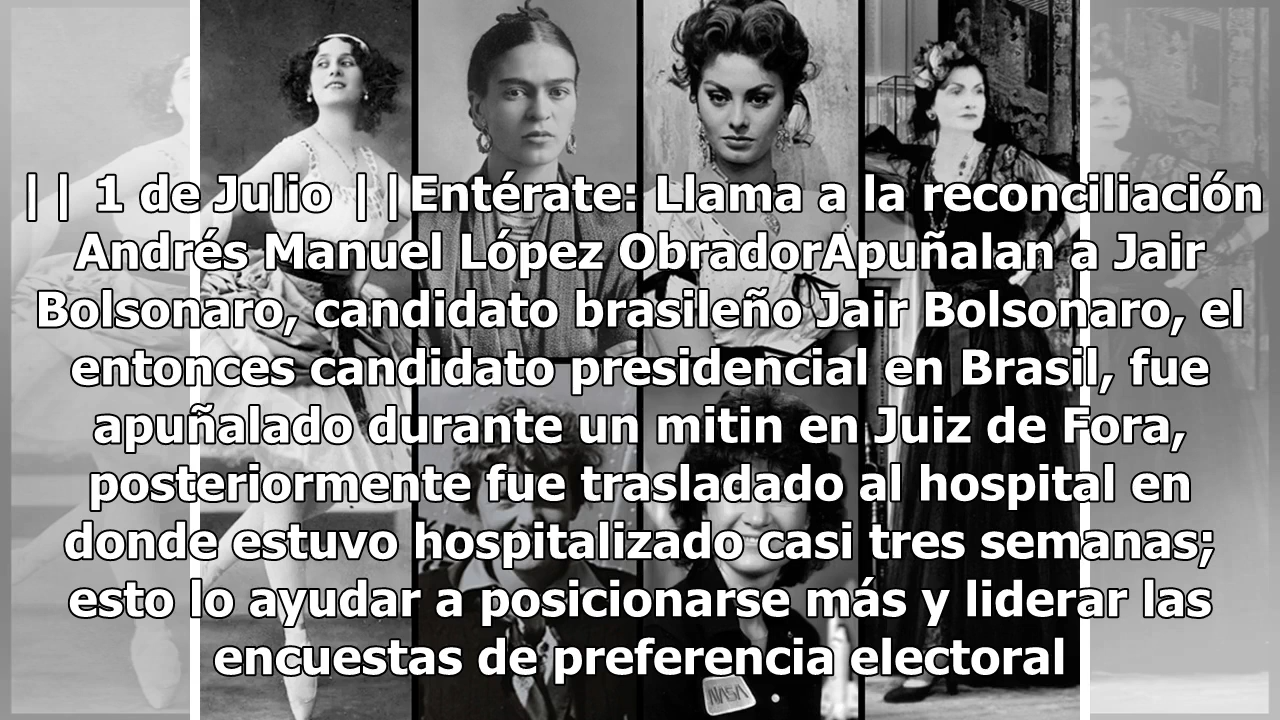 || 1 de Julio ||Entérate: Llama a la reconciliación
Andrés Manuel López ObradorApuñalan a Jair
Bolsonaro, candidato brasileño Jair Bolsonaro, el
entonces candidato presidencial en Brasil, fue
apuñalado durante un mitin en Juiz de Fora,
posteriormente fue trasladado al hospital en
donde estuvo hospitalizado casi tres semanas;
esto lo ayudar a posicionarse más y liderar las
encuestas de preferencia electoral
NASA